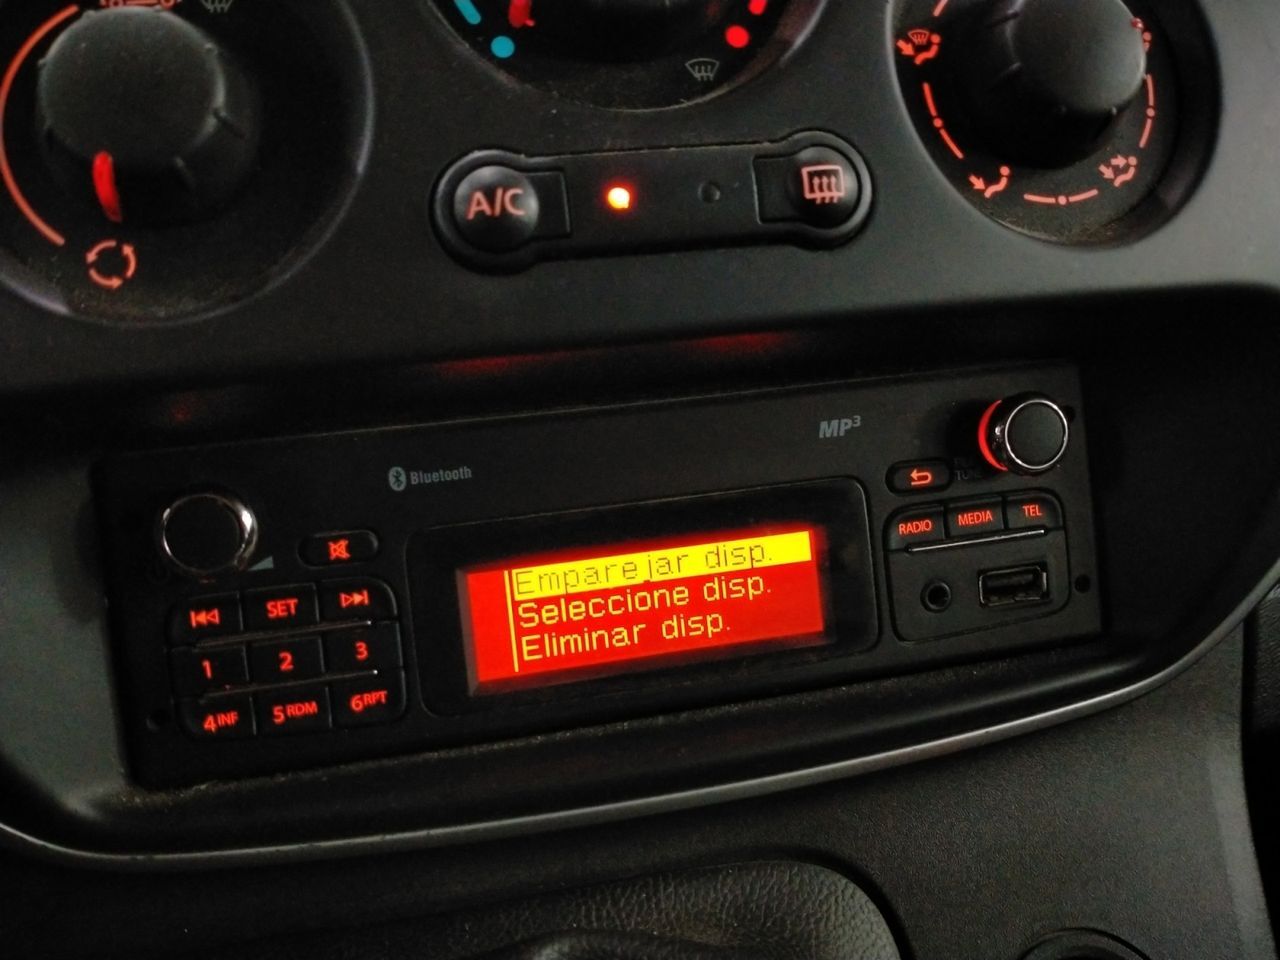 A/C
MP3
Bluetooth
RADIO MEDIA TEL
SET
1 2 3
4INF 5RDM 6RPT
Emparejar disp.
Seleccione disp.
Eliminar disp.